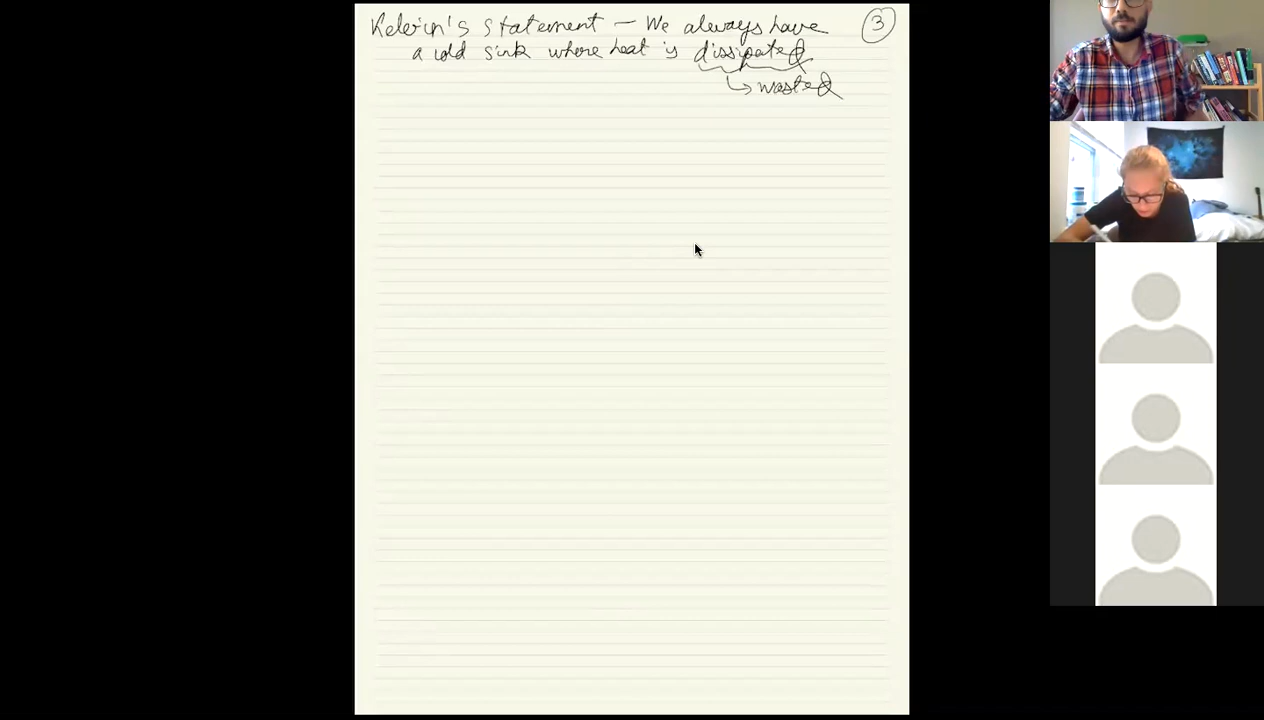 Kelvin's statement – We always have
a cold sink where heat is dissipated
↳ wasted
3